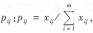 p_{ij}; p_{ij} = x_{ij} / \sum_{i=1}^{m} x_{ij},